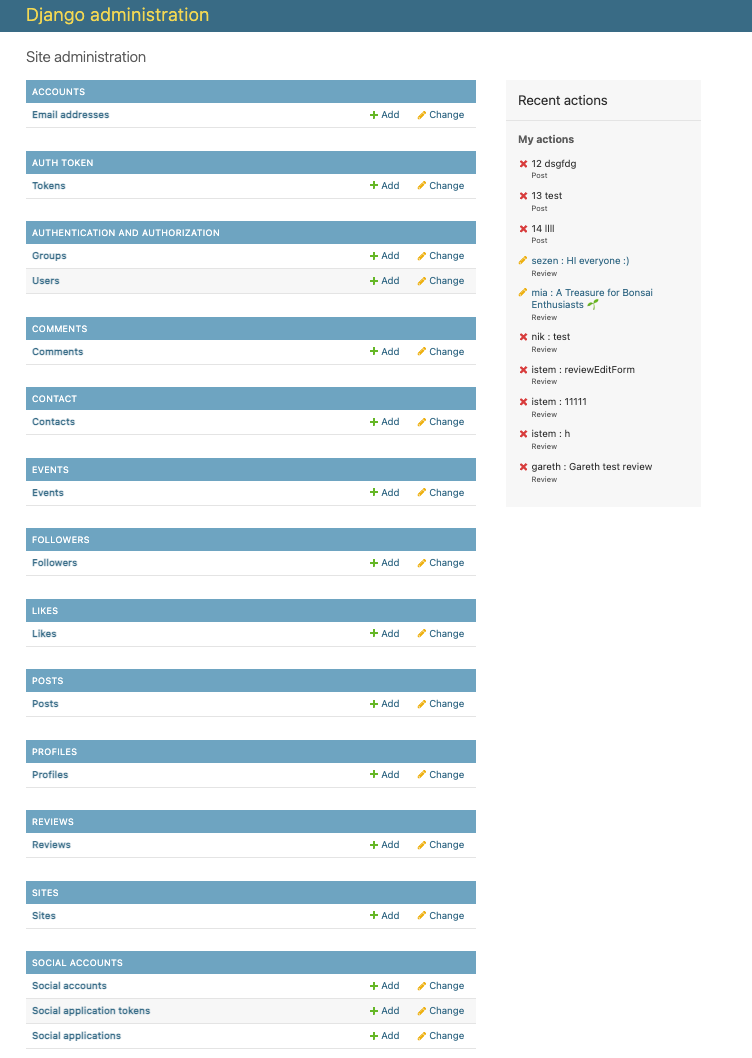 Django administration
Site administration
ACCOUNTS
Email addresses Add Change
AUTH TOKEN
Tokens Add Change
AUTHENTICATION AND AUTHORIZATION
Groups Add Change
Users Add Change
COMMENTS
Comments Add Change
CONTACT
Contacts Add Change
EVENTS
Events Add Change
FOLLOWERS
Followers Add Change
LIKES
Likes Add Change
POSTS
Posts Add Change
PROFILES
Profiles Add Change
REVIEWS
Reviews Add Change
SITES
Sites Add Change
SOCIAL ACCOUNTS
Social accounts Add Change
Social application tokens Add Change
Social applications Add Change
Recent actions
My actions
12 dsgfdg
Post
13 test
Post
14 llll
Post
sezen : HI everyone :)
Review
mia : A Treasure for Bonsai
Enthusiasts 🌱
Review
nik : test
Review
istem : reviewEditForm
Review
istem : 11111
Review
istem : h
Review
gareth : Gareth test review
Review